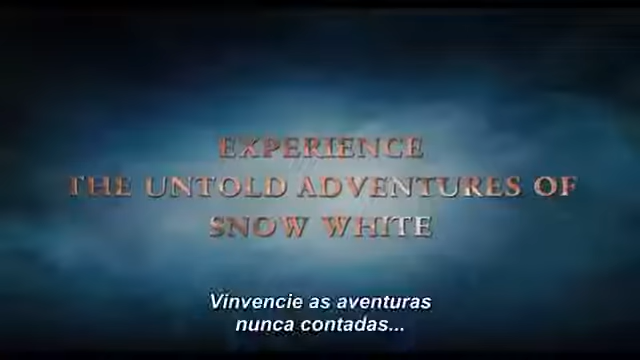 EXPERIENCE
THE UNTOLD ADVENTURES OF
SNOW WHITE
Vinvencie as aventuras
nunca contadas...